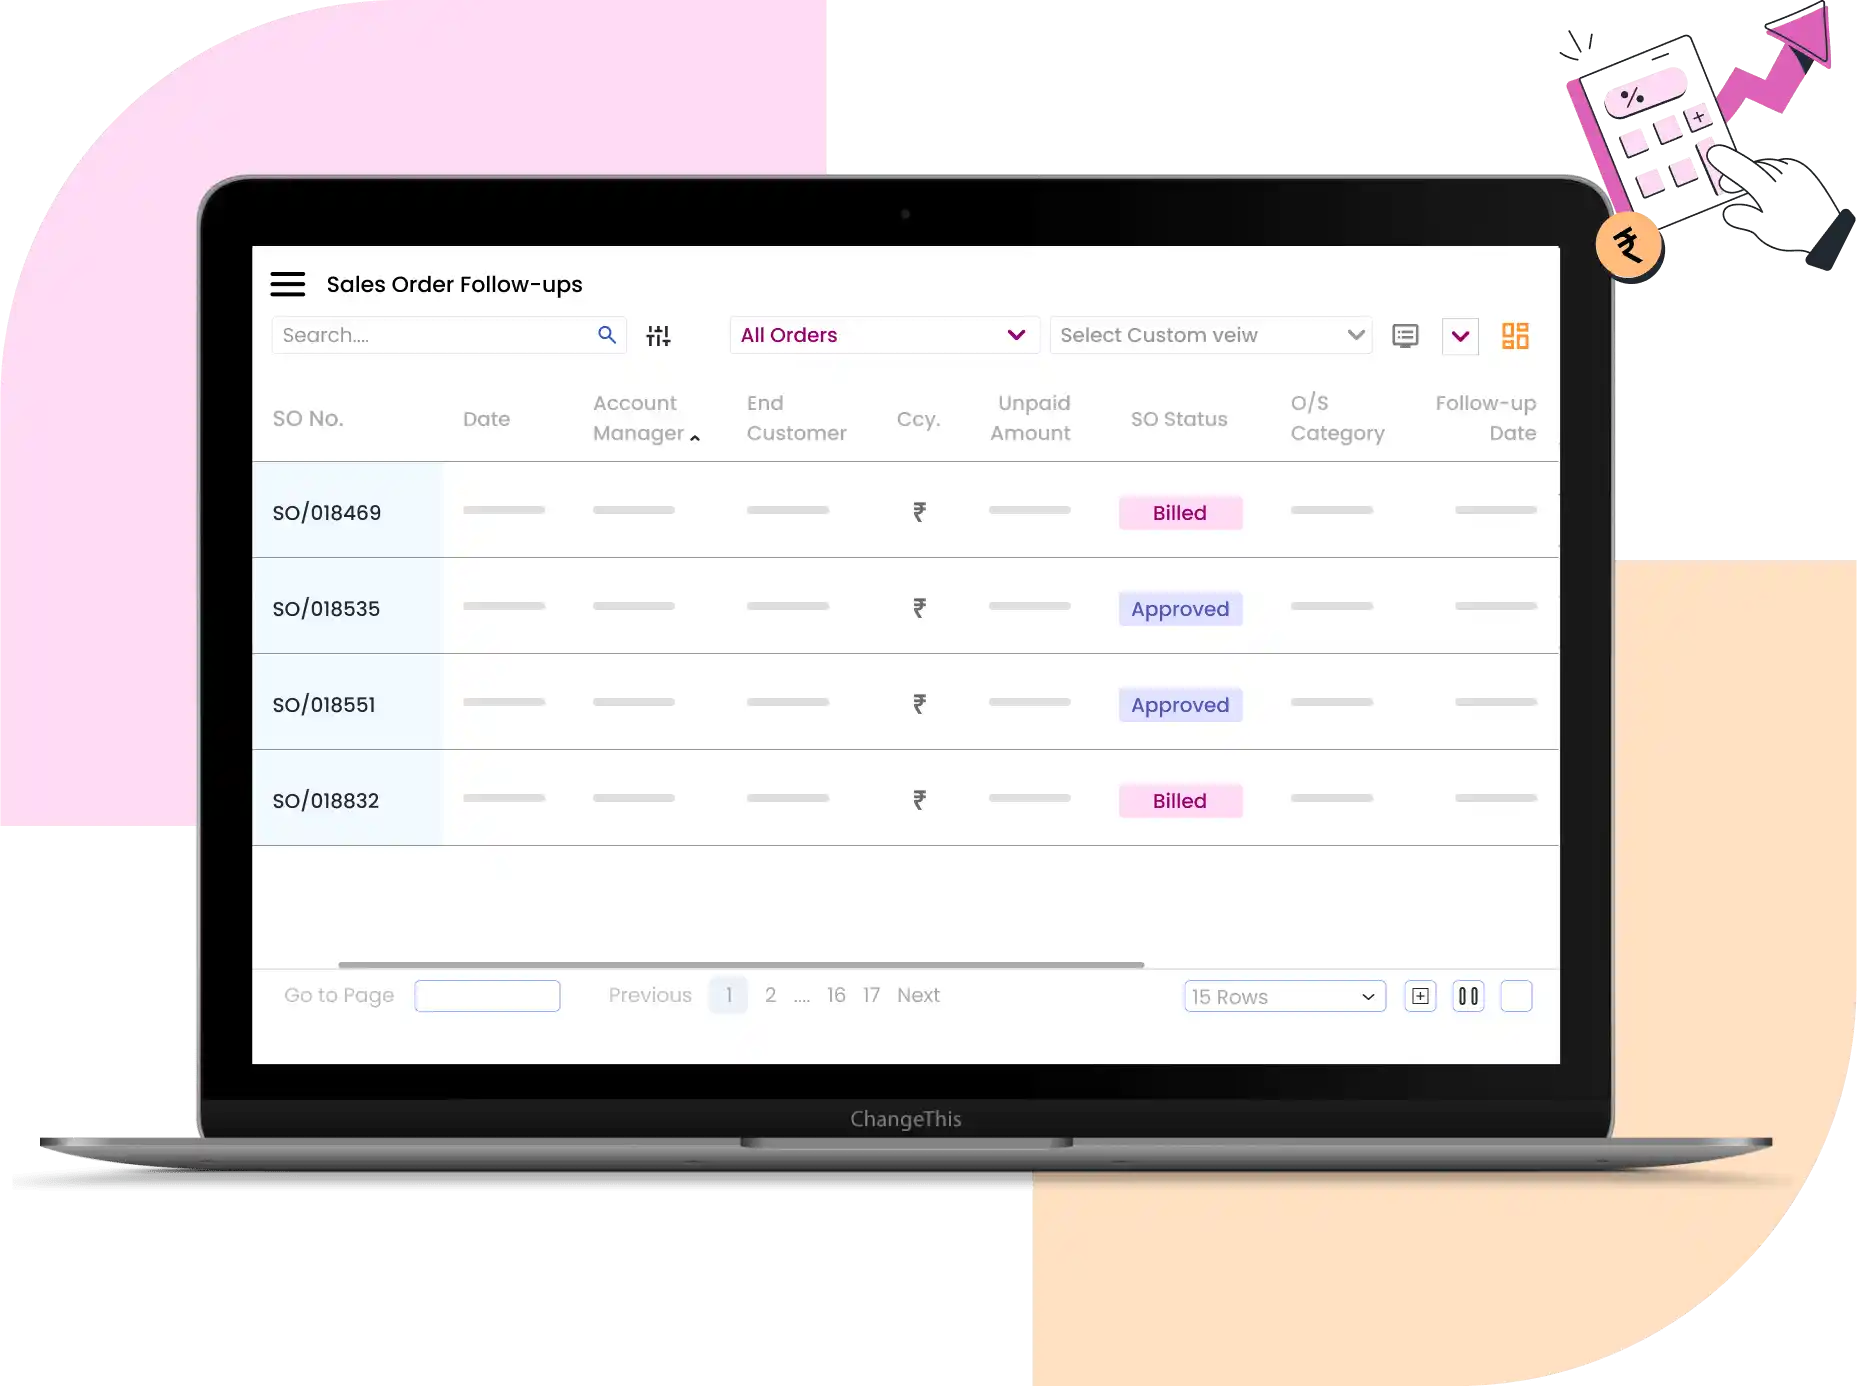 %
+
₹
Sales Order Follow-ups
Search....
All Orders
Select Custom veiw
SO No.
Date
Account
Manager
End
Customer
Ccy.
Unpaid
Amount
SO Status
O/S
Category
Follow-up
Date
SO/018469 ₹ Billed
SO/018535 ₹ Approved
SO/018551 ₹ Approved
SO/018832 ₹ Billed
Go to Page Previous 1 2 .... 16 17 Next 15 Rows
ChangeThis